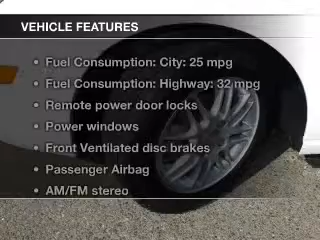 VEHICLE FEATURES
• Fuel Consumption: City: 25 mpg
• Fuel Consumption: Highway: 32 mpg
• Remote power door locks
• Power windows
• Front Ventilated disc brakes
• Passenger Airbag
• AM/FM stereo